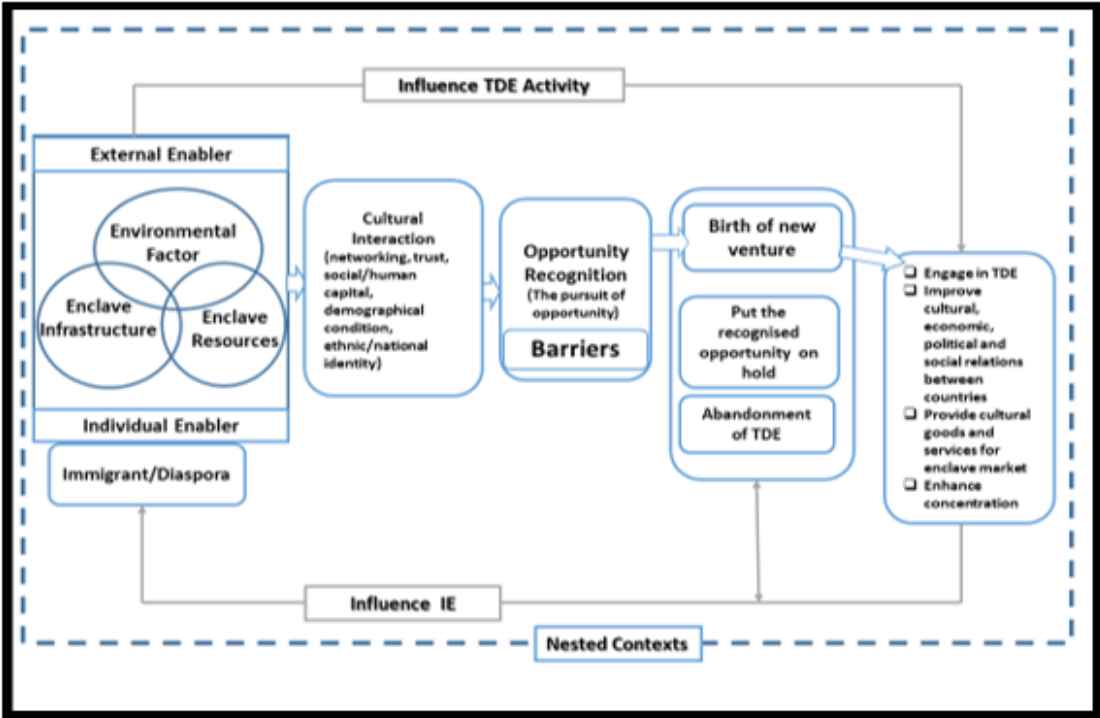 Influence TDE Activity
External Enabler
Environmental
Factor
Enclave
Infrastructure
Enclave
Resources
Individual Enabler
Immigrant/Diaspora
Cultural
Interaction
(networking, trust,
social/human
capital,
demographical
condition,
ethnic/national
identity)
Opportunity
Recognition
(The pursuit of
opportunity)
Barriers
Birth of new
venture
Put the
recognised
opportunity on
hold
Abandonment
of TDE
❑ Engage in TDE
❑ Improve
cultural,
economic,
political and
social relations
between
countries
❑ Provide cultural
goods and
services for
enclave market
❑ Enhance
concentration
Influence IE
Nested Contexts